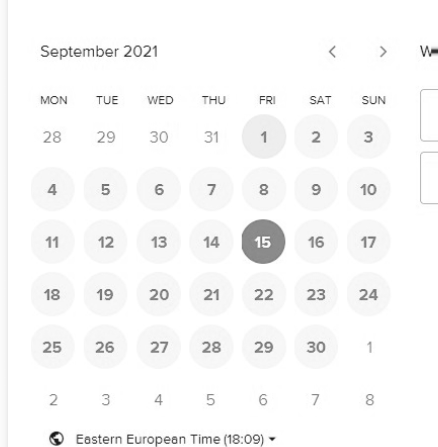 September 2021
MON TUE WED THU FRI SAT SUN
28 29 30 31 1 2 3
4 5 6 7 8 9 10
11 12 13 14 15 16 17
18 19 20 21 22 23 24
25 26 27 28 29 30 1
2 3 4 5 6 7 8
Eastern European Time (18:09)